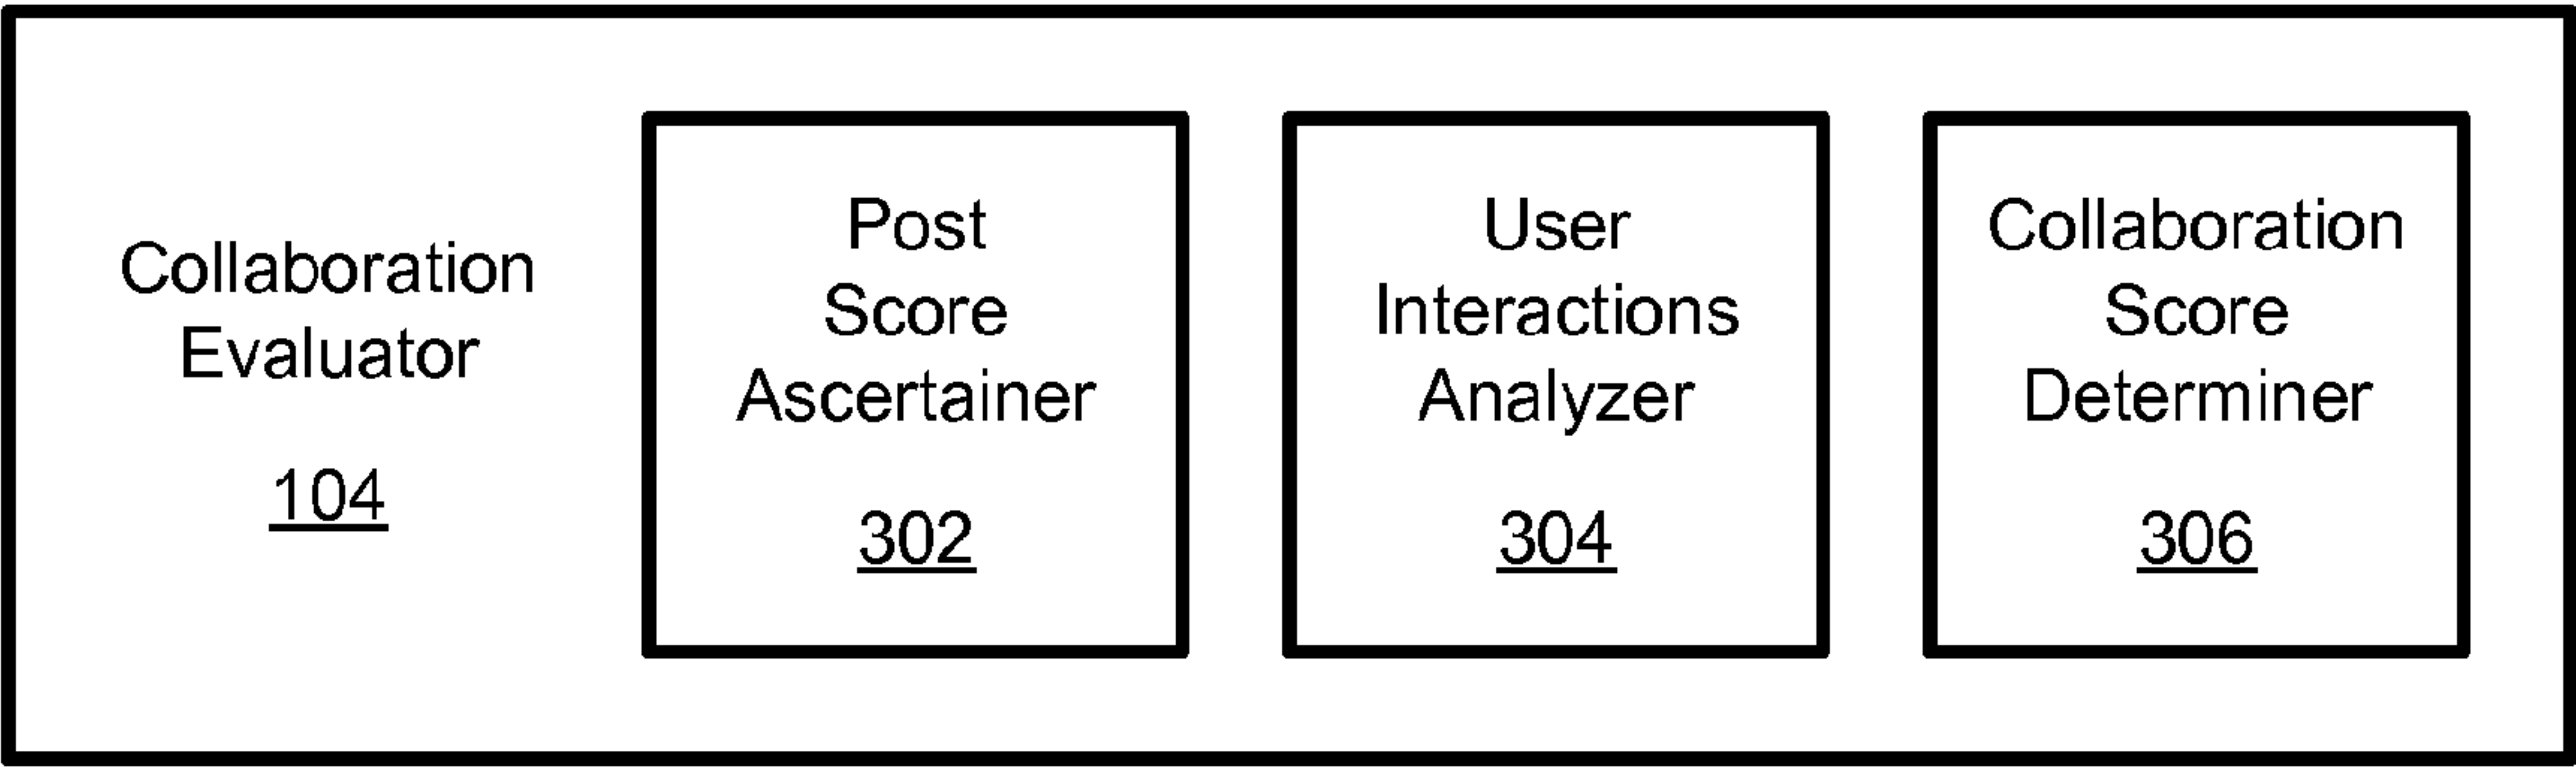 Collaboration
Evaluator
104
Post
Score
Ascertainer
302
User
Interactions
Analyzer
304
Collaboration
Score
Determiner
306